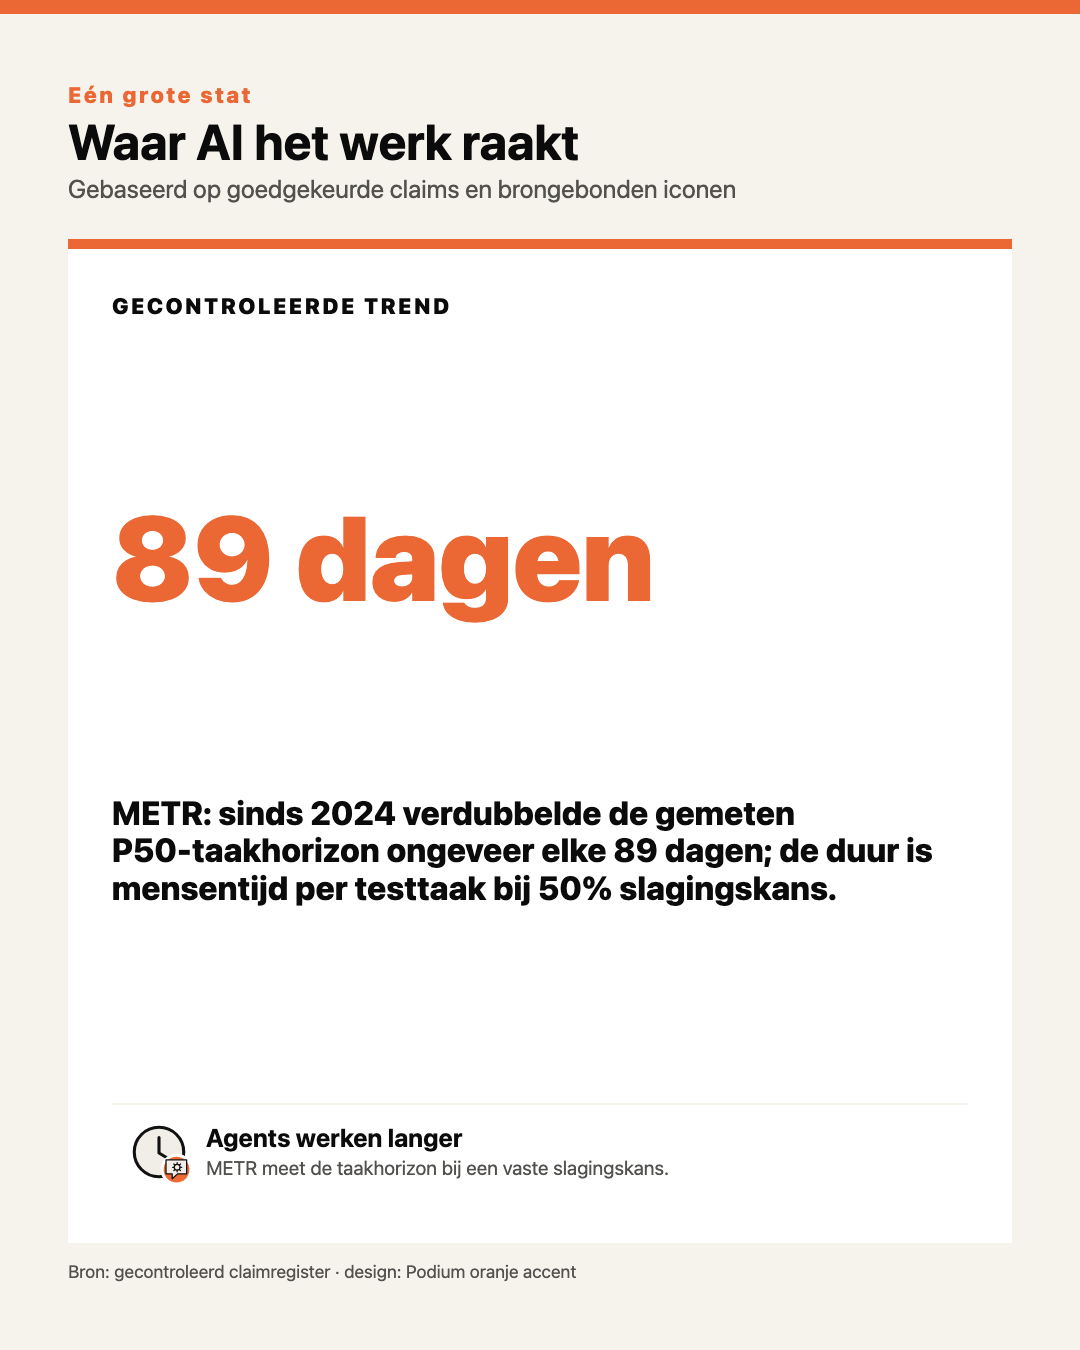 Eén grote stat
Waar AI het werk raakt
Gebaseerd op goedgekeurde claims en brongebonden iconen
GECONTROLEERDE TREND
89 dagen
METR: sinds 2024 verdubbelde de gemeten
P50-taakhorizon ongeveer elke 89 dagen; de duur is
mensentijd per testtaak bij 50% slagingskans.
Agents werken langer
METR meet de taakhorizon bij een vaste slagingskans.
Bron: gecontroleerd claimregister · design: Podium oranje accent